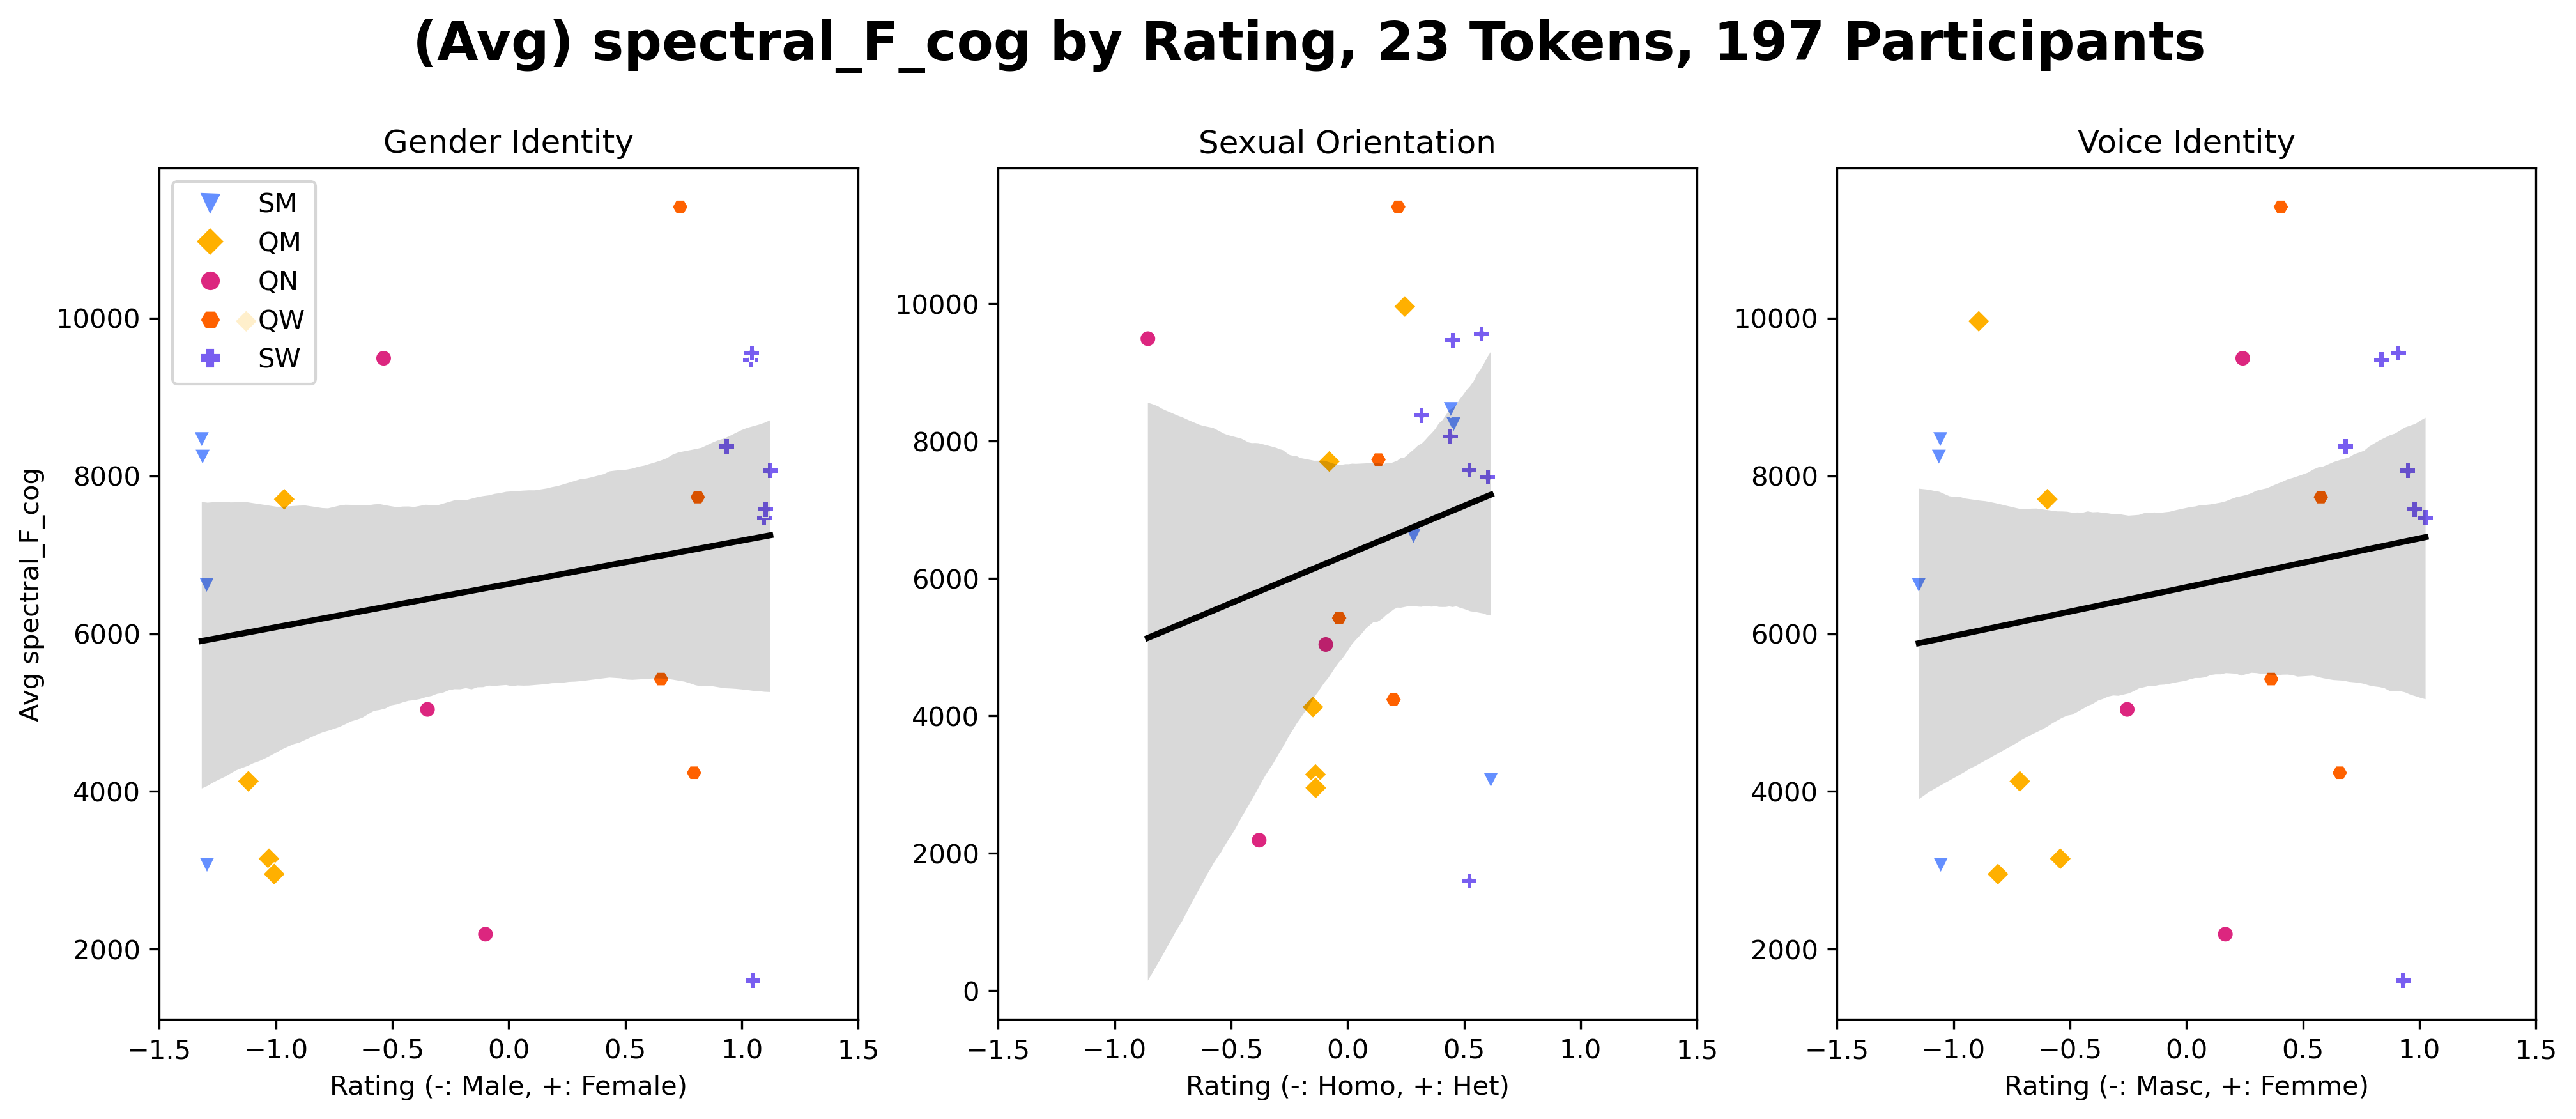 (Avg) spectral_F_cog by Rating, 23 Tokens, 197 Participants
Gender Identity
SM
QM
QN
QW
SW
10000
8000
6000
4000
2000
Avg spectral_F_cog
−1.5 −1.0 −0.5 0.0 0.5 1.0 1.5
Rating (-: Male, +: Female)
Sexual Orientation
10000
8000
6000
4000
2000
0
−1.5 −1.0 −0.5 0.0 0.5 1.0 1.5
Rating (-: Homo, +: Het)
Voice Identity
10000
8000
6000
4000
2000
−1.5 −1.0 −0.5 0.0 0.5 1.0 1.5
Rating (-: Masc, +: Femme)